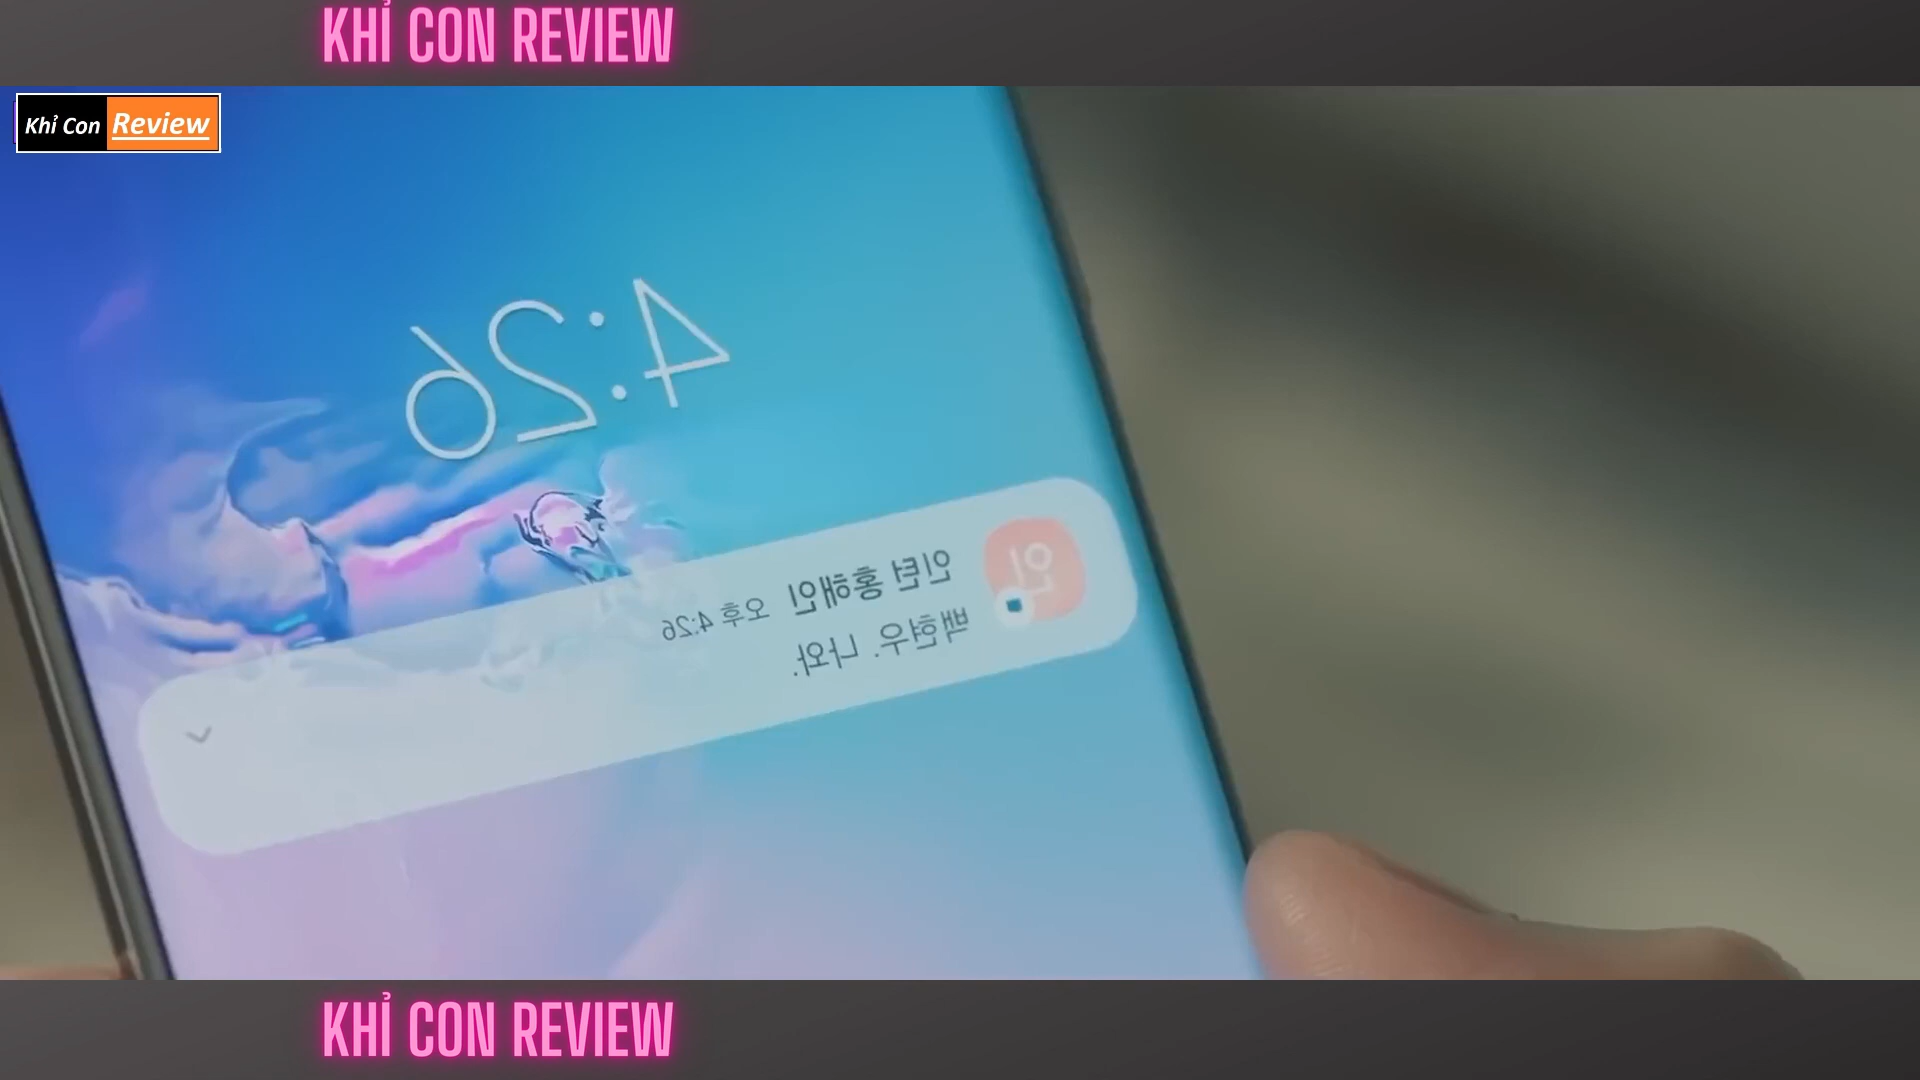 KHỈ CON REVIEW
Khỉ Con Review
4:26
인턴 홍해인 오후 4:26
백현우. 나와.
인
KHỈ CON REVIEW